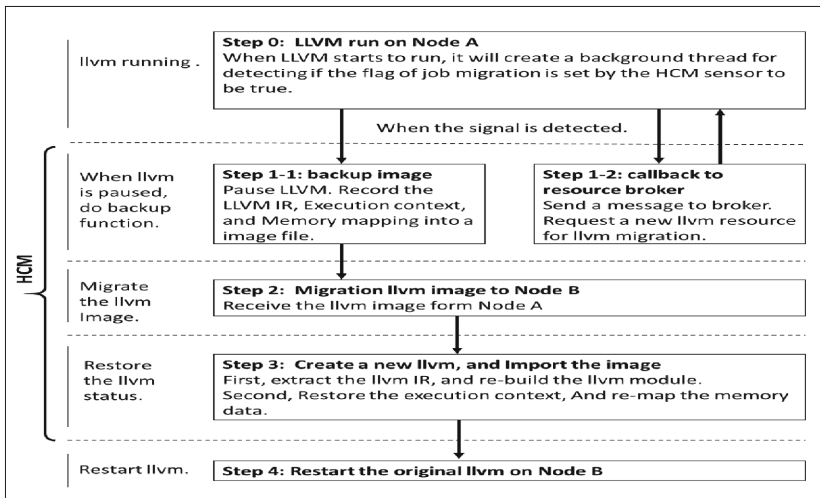 Step 0: LLVM run on Node A
When LLVM starts to run, it will create a background thread for
detecting if the flag of job migration is set by the HCM sensor to
be true.
llvm running .
When the signal is detected.
HCM
When llvm
is paused,
do backup
function.
Step 1-1: backup image
Pause LLVM. Record the
LLVM IR, Execution context,
and Memory mapping into a
image file.
Step 1-2: callback to
resource broker
Send a message to broker.
Request a new llvm resource
for llvm migration.
Migrate
the llvm
Image.
Step 2: Migration llvm image to Node B
Receive the llvm image form Node A
Restore
the llvm
status.
Step 3: Create a new llvm, and Import the image
First, extract the llvm IR, and re-build the llvm module.
Second, Restore the execution context, And re-map the memory
data.
Restart llvm.
Step 4: Restart the original llvm on Node B